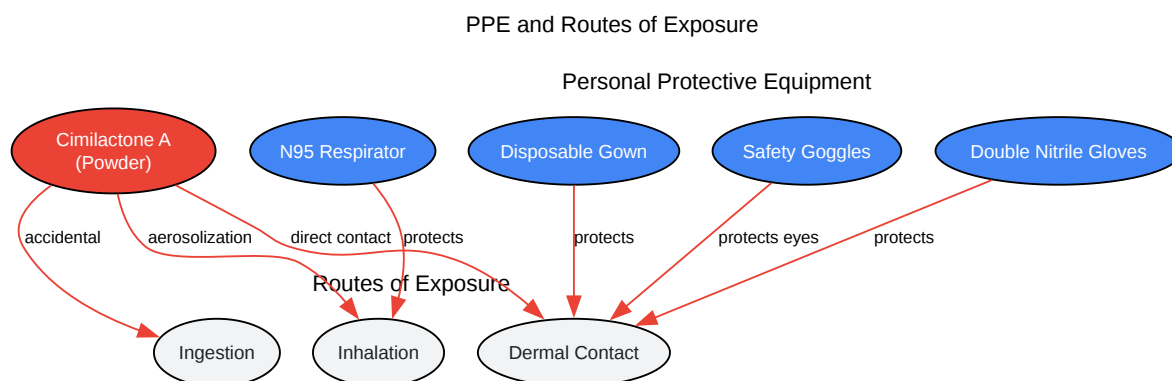 PPE and Routes of Exposure
Personal Protective Equipment
Cimilactone A
(Powder)
N95 Respirator
Disposable Gown
Safety Goggles
Double Nitrile Gloves
accidental
aerosolization
direct contact
protects
protects
protects eyes
protects
Routes of Exposure
Ingestion
Inhalation
Dermal Contact